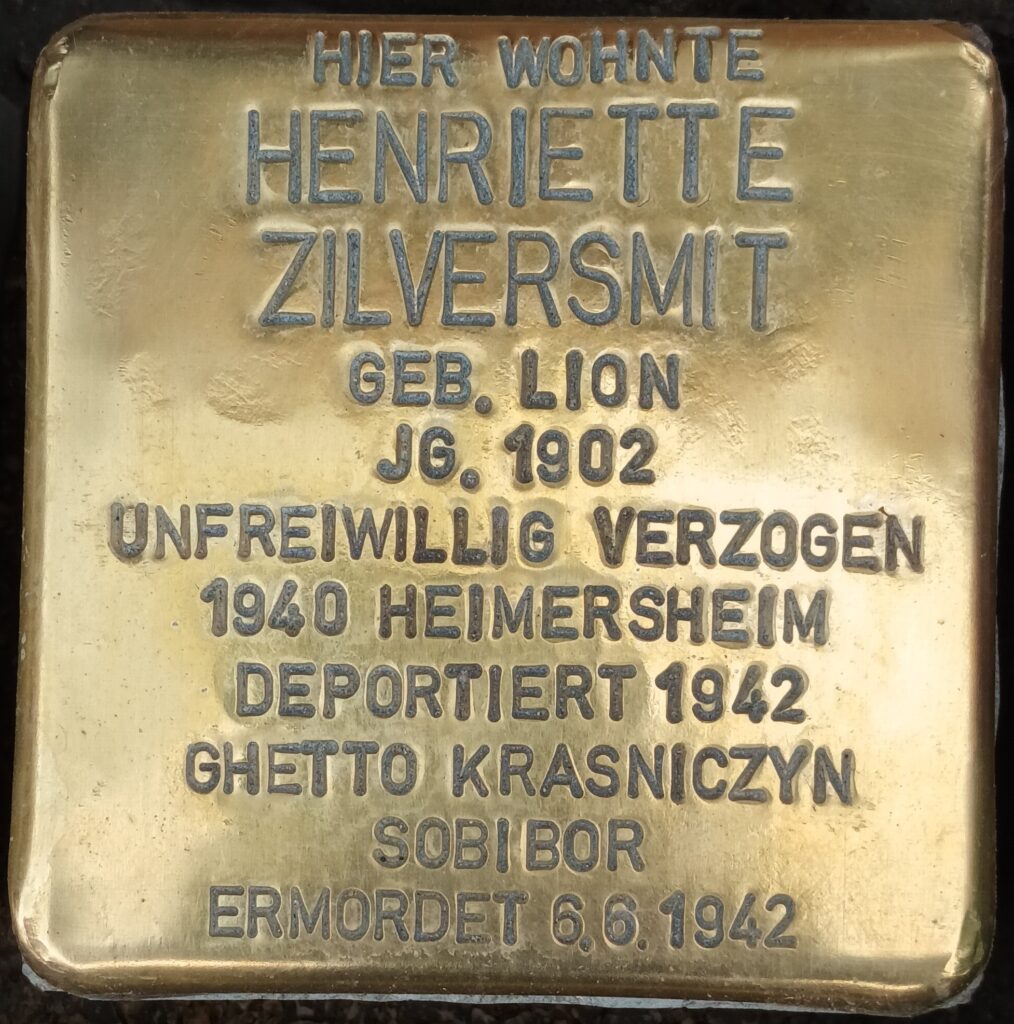 HIER WOHNTE
HENRIETTE
ZILVERSMIT
GEB. LION
JG. 1902
UNFREIWILLIG VERZOGEN
1940 HEIMERSHEIM
DEPORTIERT 1942
GHETTO KRASNICZYN
SOBIBOR
ERMORDET 6.6.1942